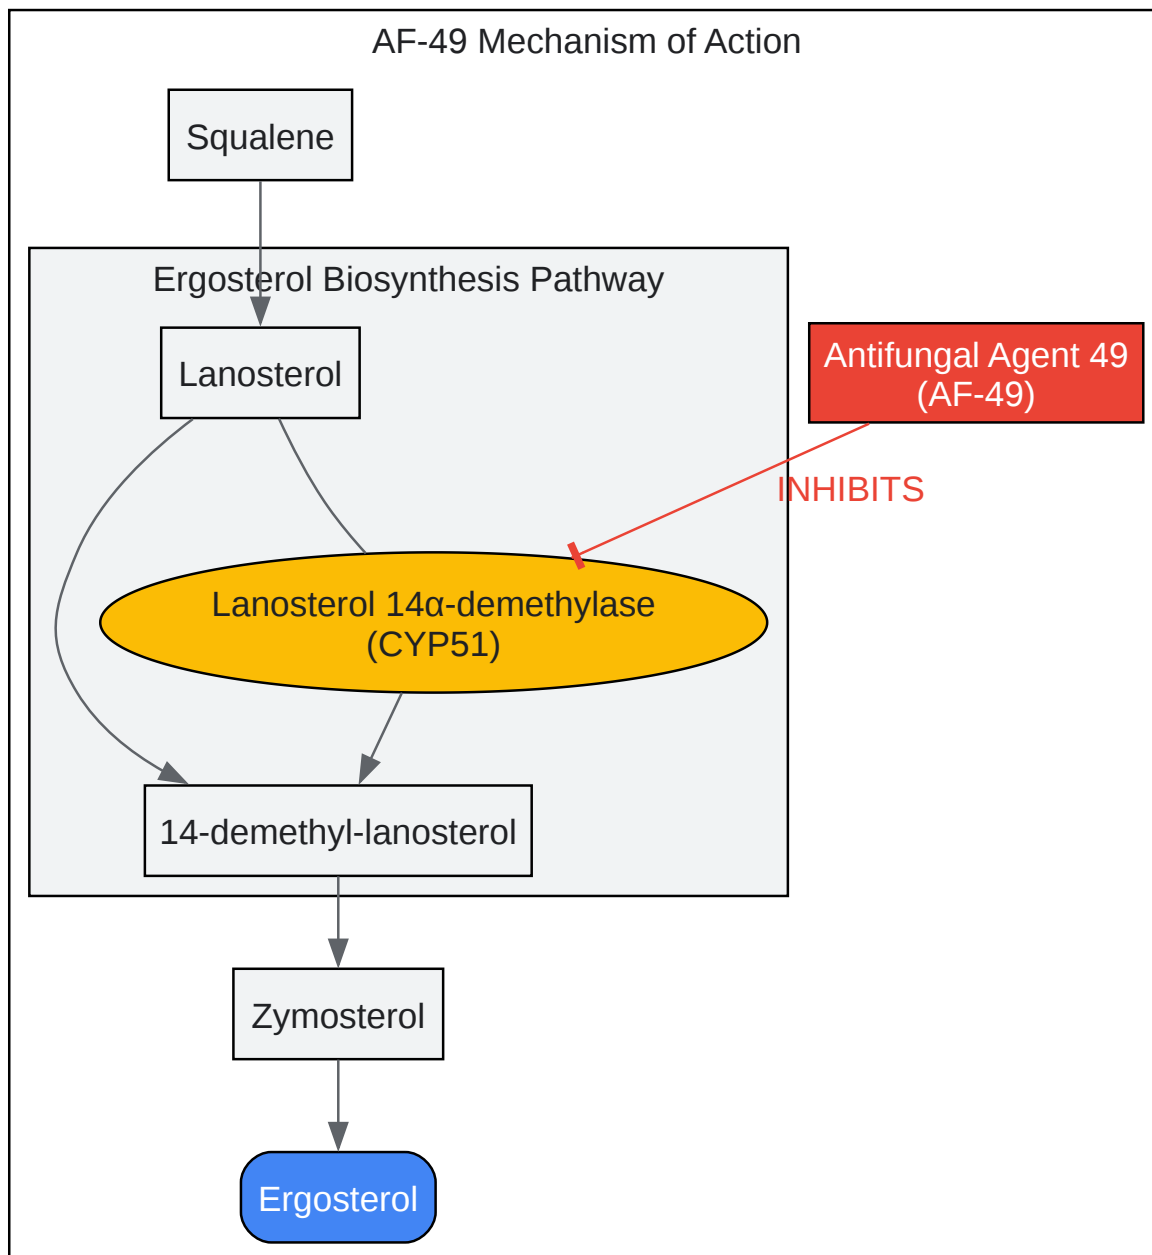 AF-49 Mechanism of Action
Squalene
Ergosterol Biosynthesis Pathway
Lanosterol
Antifungal Agent 49
(AF-49)
INHIBITS
Lanosterol 14α-demethylase
(CYP51)
14-demethyl-lanosterol
Zymosterol
Ergosterol